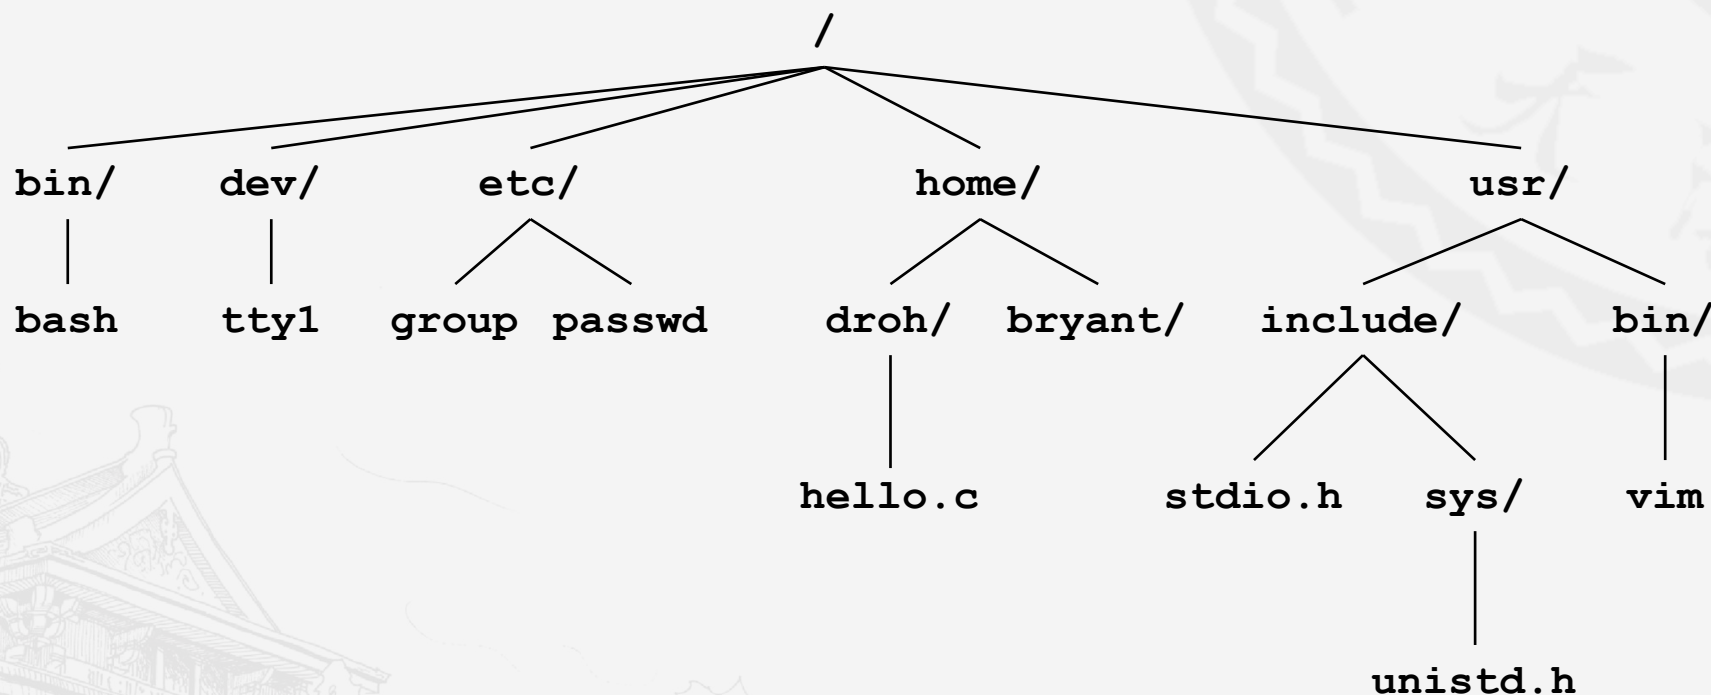 /
bin/ dev/ etc/ home/ usr/
bash tty1 group passwd droh/ bryant/ include/ bin/
hello.c stdio.h sys/ vim
unistd.h